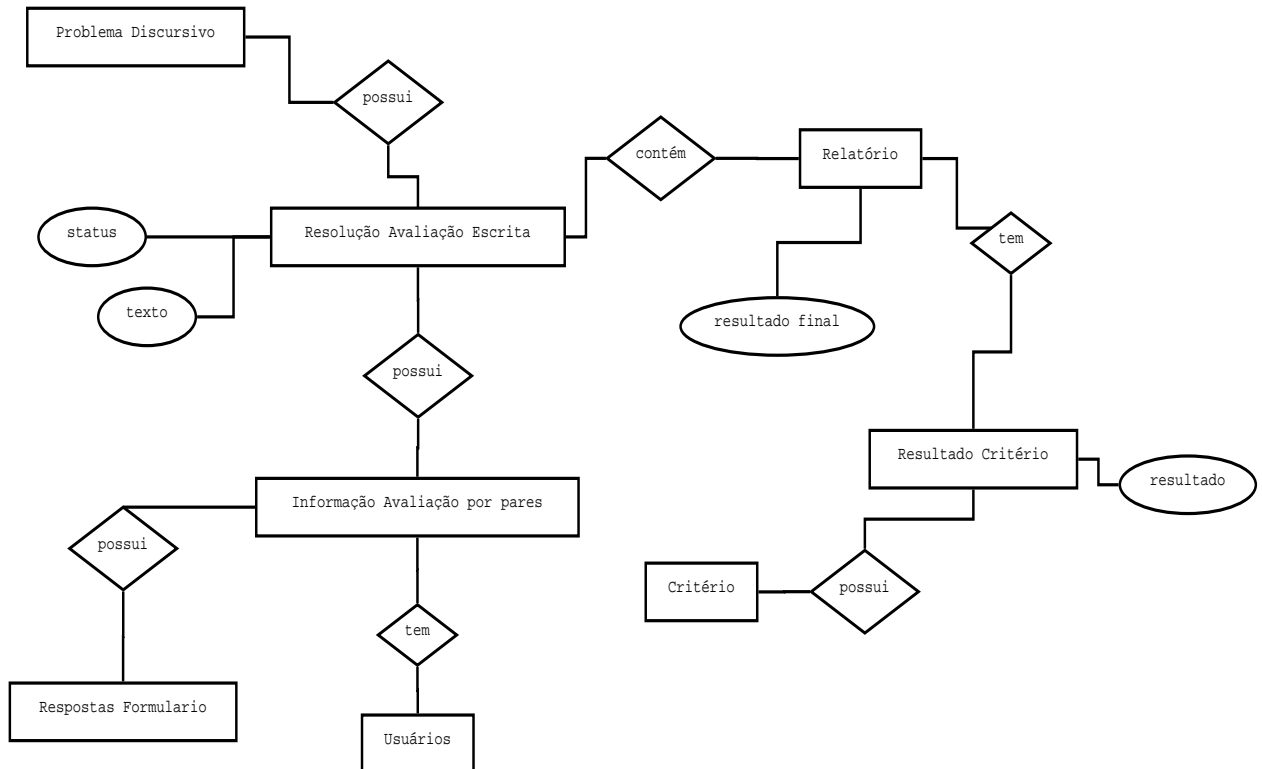 Problema Discursivo
possui
contém
Relatório
status
Resolução Avaliação Escrita
tem
texto
resultado final
possui
Resultado Critério
resultado
Informação Avaliação por pares
possui
Critério
possui
tem
Respostas Formulario
Usuários